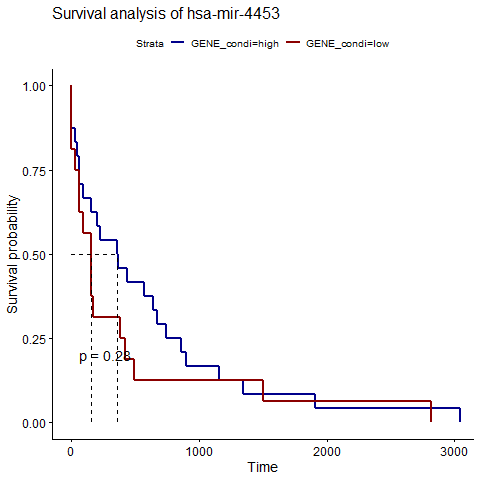 Survival analysis of hsa-mir-4453
Strata GENE_condi=high GENE_condi=low
Survival probability
1.00
0.75
0.50
0.25
0.00
p = 0.23
0 1000 2000 3000
Time